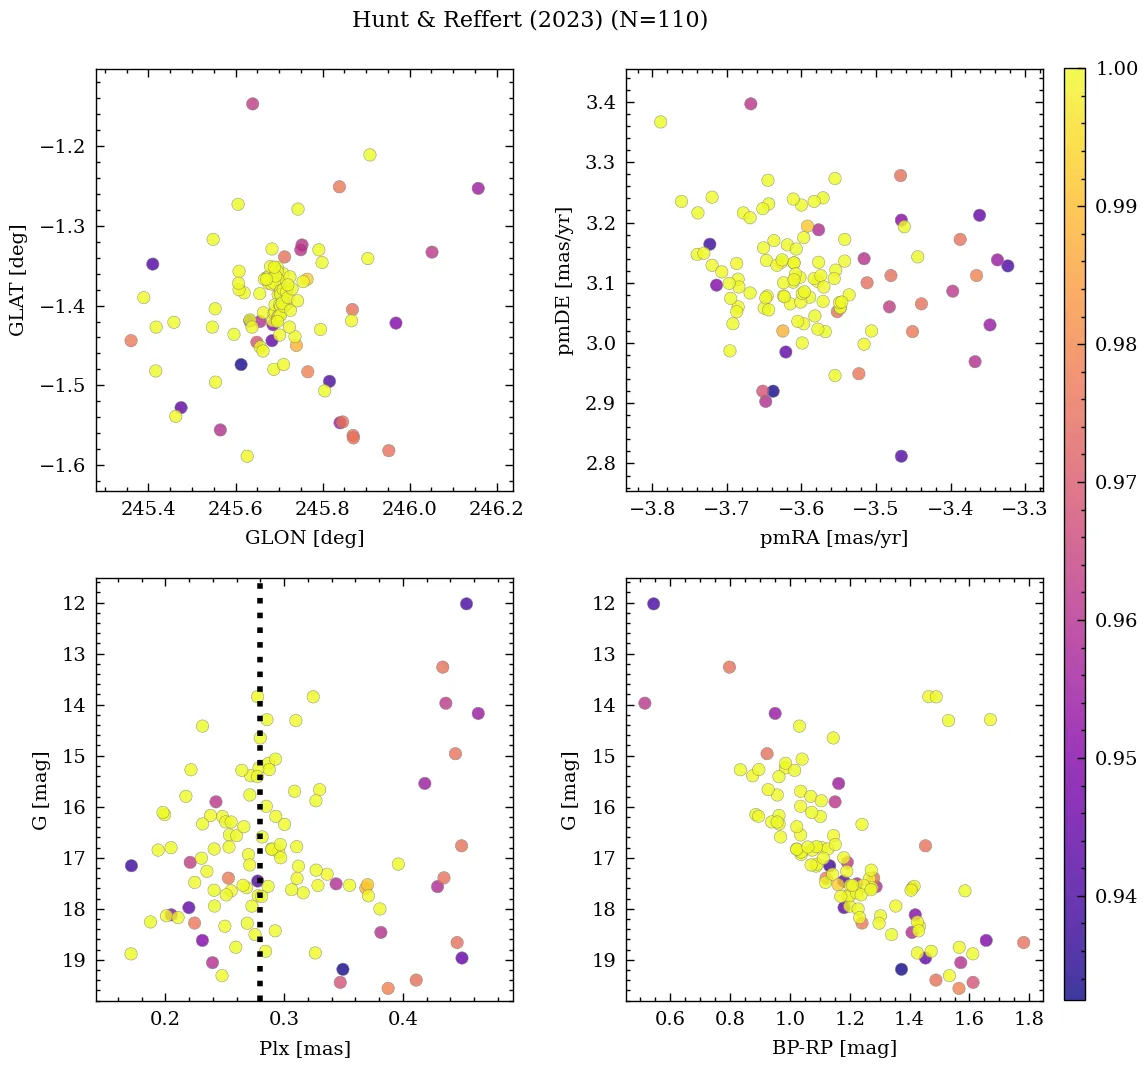 Hunt & Reffert (2023) (N=110)
−1.2
−1.3
−1.4
−1.5
−1.6
GLAT [deg]
245.4 245.6 245.8 246.0 246.2
GLON [deg]
3.4
3.3
3.2
3.1
3.0
2.9
2.8
pmDE [mas/yr]
−3.8 −3.7 −3.6 −3.5 −3.4 −3.3
pmRA [mas/yr]
12
13
14
15
16
17
18
19
G [mag]
0.2 0.3 0.4
Plx [mas]
12
13
14
15
16
17
18
19
G [mag]
0.6 0.8 1.0 1.2 1.4 1.6 1.8
BP-RP [mag]
1.00
0.99
0.98
0.97
0.96
0.95
0.94